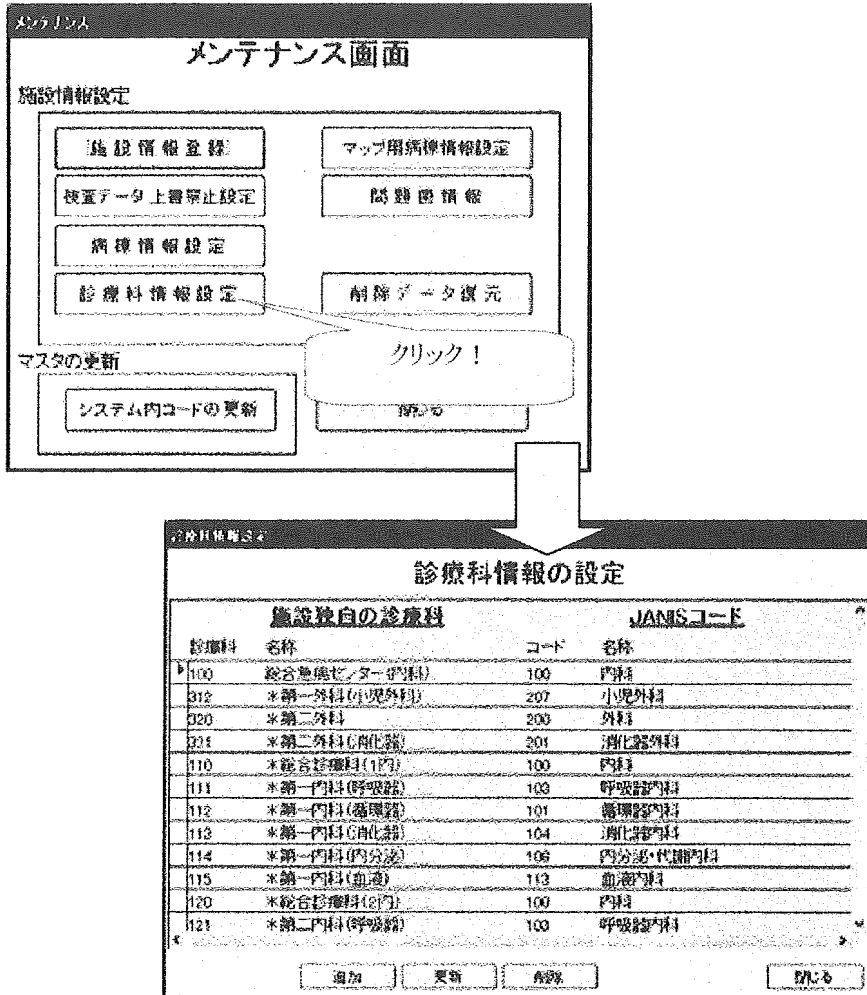 メンテナンス
メンテナンス画面
施設情報設定
施設情報登録
マップ用病棟情報設定
検査データ上書禁止設定
問題菌情報
病棟情報設定
診療科情報設定
削除データ復元
クリック！
マスタの更新
システム内コードの更新
閉じる
診療科情報設定
診療科情報の設定
施設独自の診療科 JANISコード
診療科 名称 コード 名称
100 総合急病センター(内科) 100 内科
312 *第一外科(小児外科) 207 小児外科
320 *第二外科 200 外科
321 *第二外科(消化器) 201 消化器外科
110 *総合診療科(1内) 100 内科
111 *第一内科(呼吸器) 103 呼吸器内科
112 *第一内科(循環器) 101 循環器内科
113 *第一内科(消化器) 104 消化器内科
114 *第一内科(内分泌) 106 内分泌・代謝内科
115 *第一内科(血液) 113 血液内科
120 *総合診療科(2内) 100 内科
121 *第二内科(呼吸器) 103 呼吸器内科
追加 更新 削除 閉じる